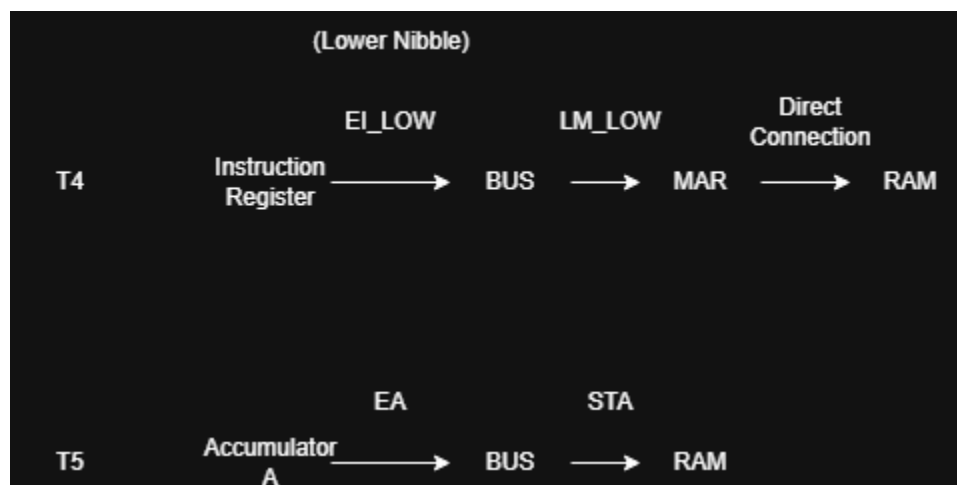 (Lower Nibble)
EI_LOW
LM_LOW
Direct
Connection
T4
Instruction
Register
BUS
MAR
RAM
EA
STA
T5
Accumulator
A
BUS
RAM